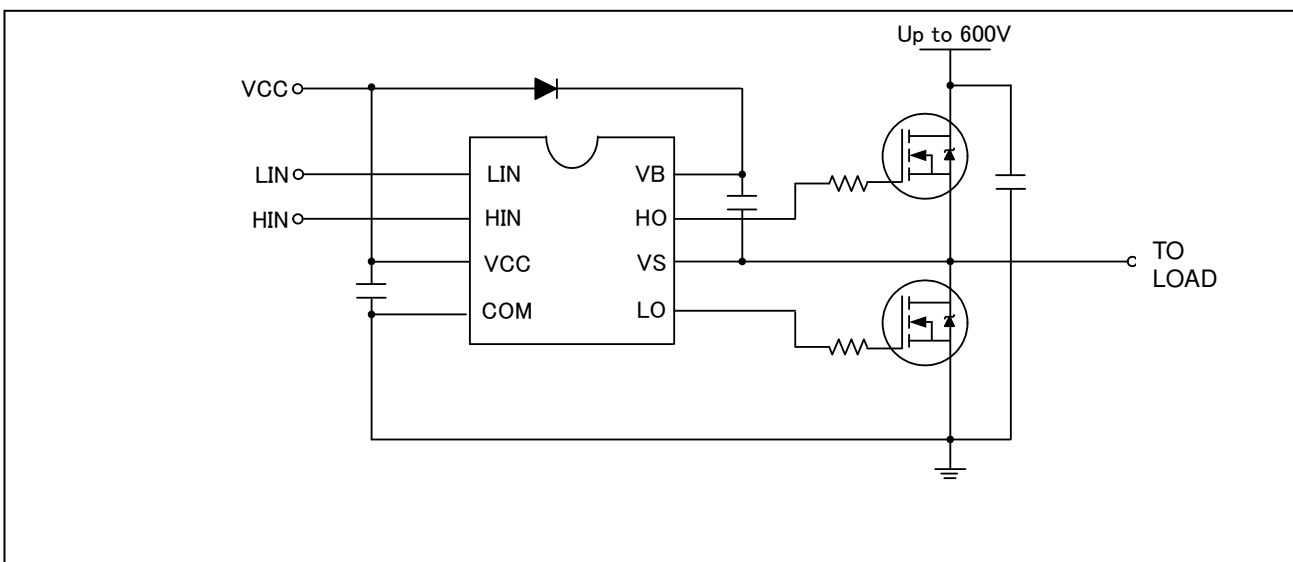 Up to 600V
VCC
LIN
HIN
LIN
HIN
VCC
COM
VB
HO
VS
LO
TO
LOAD